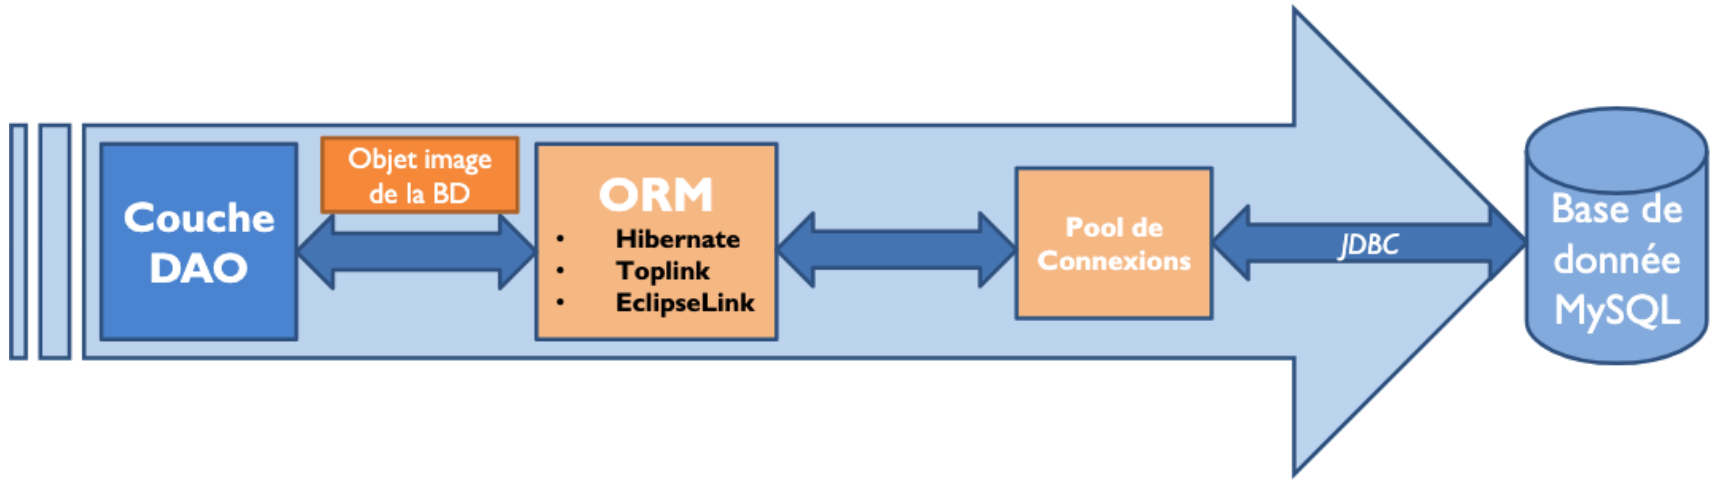 Couche
DAO
Objet image
de la BD
ORM
• Hibernate
• Toplink
• EclipseLink
Pool de
Connexions
JDBC
Base de
donnée
MySQL